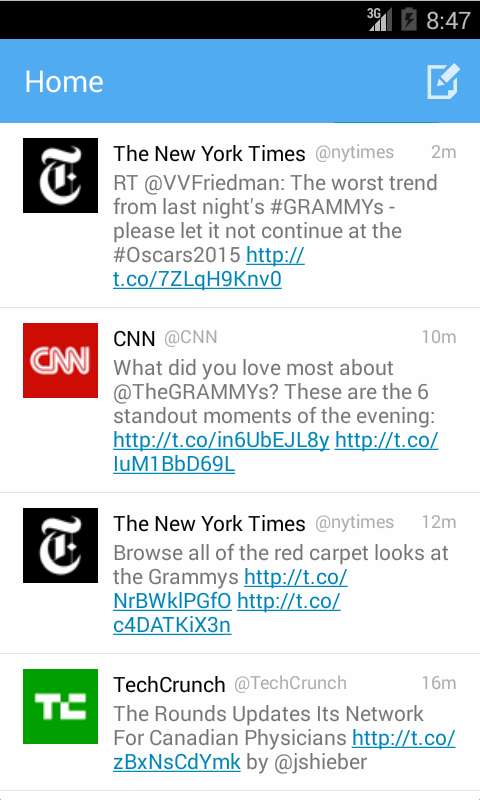 3G 8:47
Home
The New York Times @nytimes 2m
RT @VVFriedman: The worst trend
from last night's #GRAMMYs -
please let it not continue at the
#Oscars2015 http://
t.co/7ZLqH9Knv0
CNN @CNN 10m
CNN
What did you love most about
@TheGRAMMYs? These are the 6
standout moments of the evening:
http://t.co/in6UbEJL8y http://t.co/
IuM1BbD69L
The New York Times @nytimes 12m
Browse all of the red carpet looks at
the Grammys http://t.co/
NrBWklPGfO http://t.co/
c4DATKiX3n
TechCrunch @TechCrunch 16m
TC
The Rounds Updates Its Network
For Canadian Physicians http://t.co/
zBxNsCdYmk by @jshieber